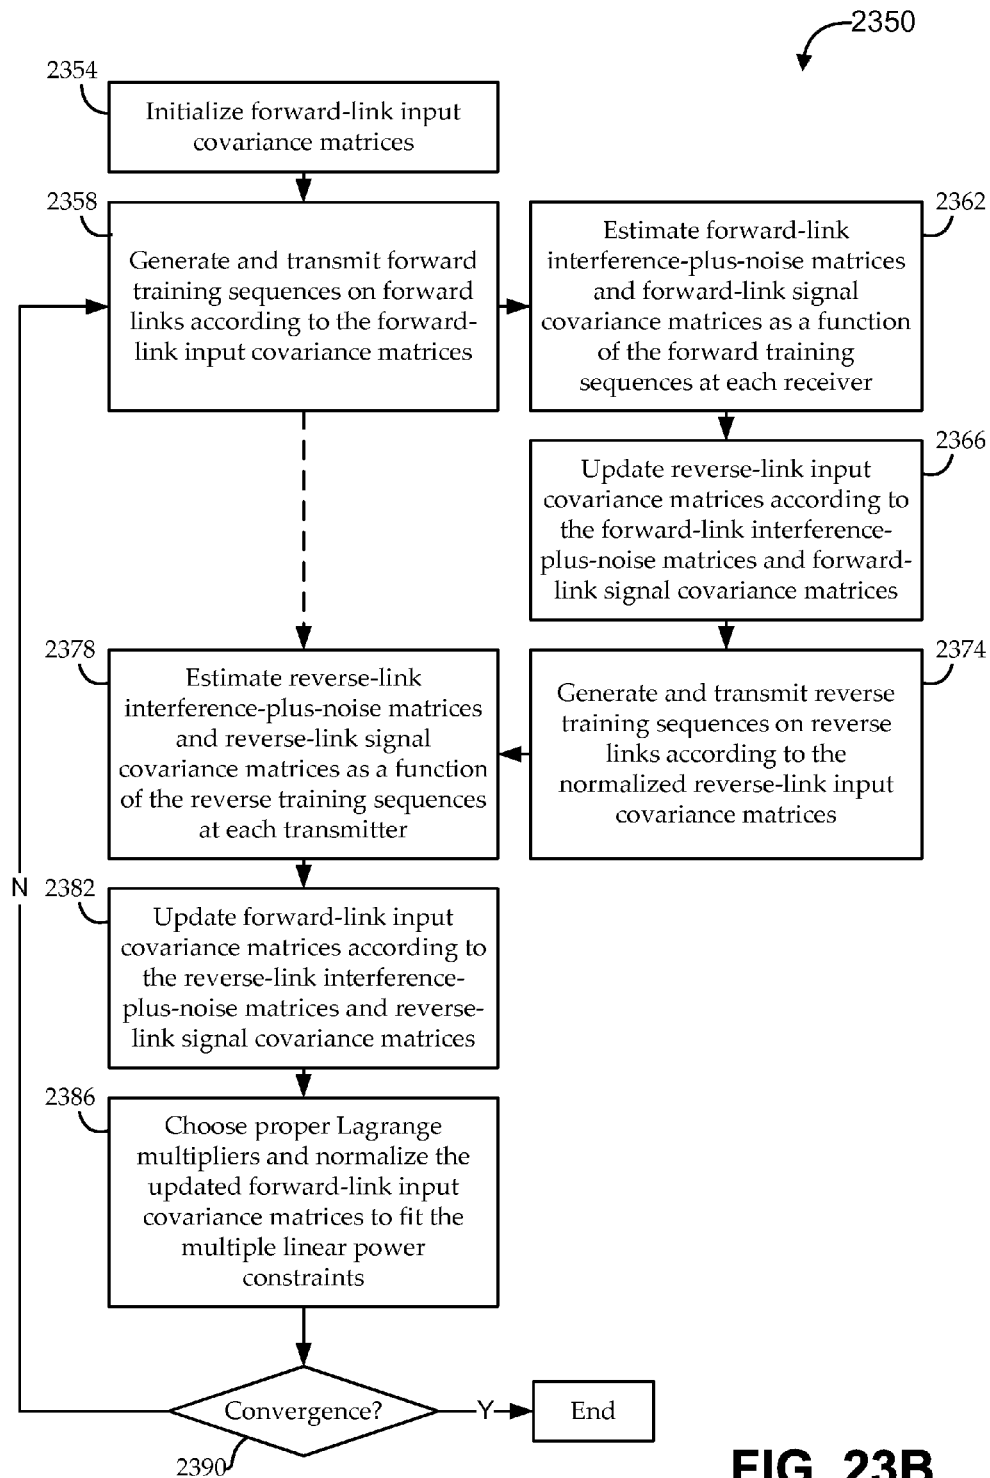 2350
2354
Initialize forward-link input
covariance matrices
2358
Generate and transmit forward
training sequences on forward
links according to the forward-
link input covariance matrices
2362
Estimate forward-link
interference-plus-noise matrices
and forward-link signal
covariance matrices as a function
of the forward training
sequences at each receiver
2366
Update reverse-link input
covariance matrices according to
the forward-link interference-
plus-noise matrices and forward-
link signal covariance matrices
2374
Generate and transmit reverse
training sequences on reverse
links according to the
normalized reverse-link input
covariance matrices
2378
Estimate reverse-link
interference-plus-noise matrices
and reverse-link signal
covariance matrices as a function
of the reverse training sequences
at each transmitter
N
2382
Update forward-link input
covariance matrices according to
the reverse-link interference-
plus-noise matrices and reverse-
link signal covariance matrices
2386
Choose proper Lagrange
multipliers and normalize the
updated forward-link input
covariance matrices to fit the
multiple linear power
constraints
Convergence?
Y
End
2390
FIG. 23B